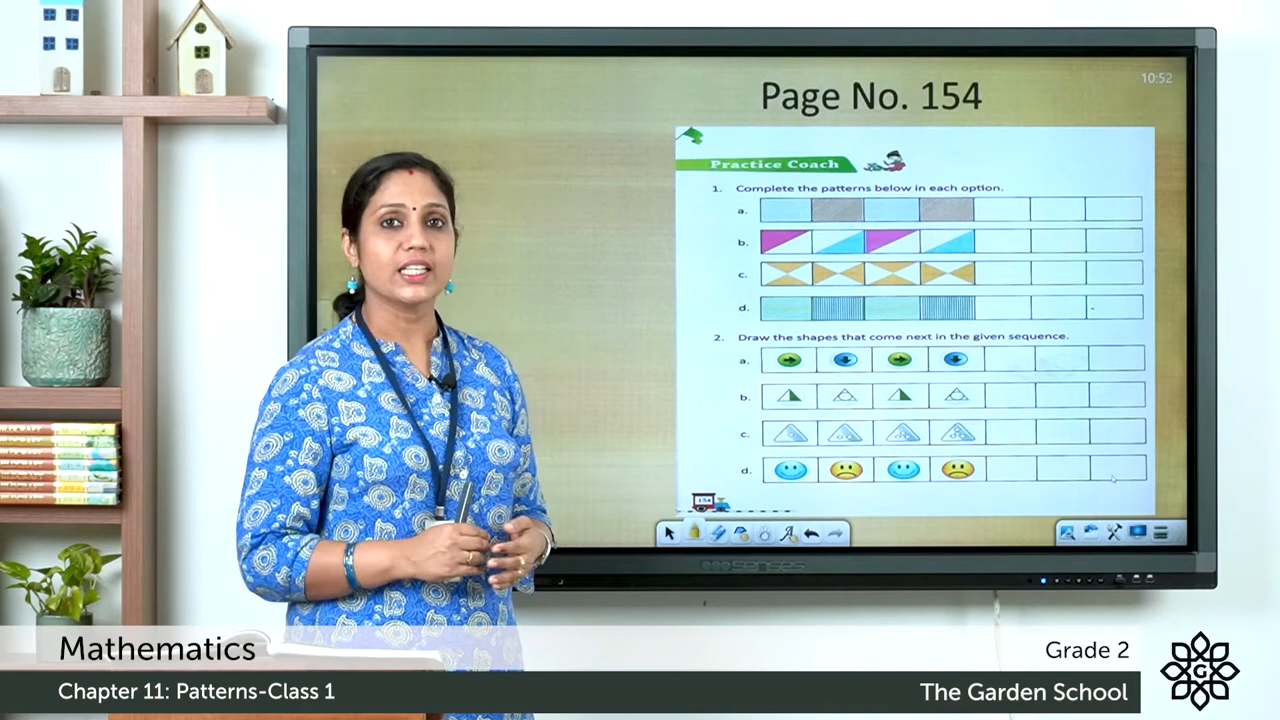 10:52
Page No. 154
Practice Coach
1. Complete the patterns below in each option.
a.
b.
c.
d.
2. Draw the shapes that come next in the given sequence.
a.
b.
c.
d.
154
senses
Mathematics
Grade 2
G
Chapter 11: Patterns-Class 1
The Garden School